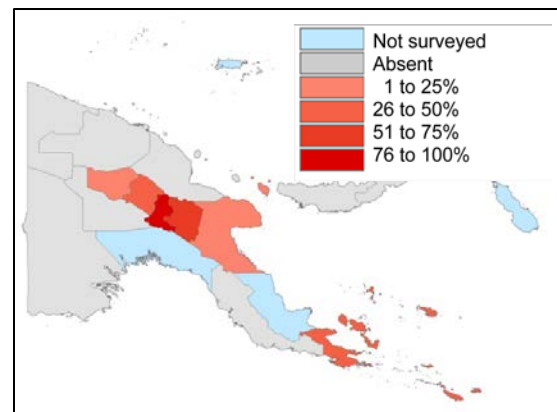 Not surveyed
Absent
1 to 25%
26 to 50%
51 to 75%
76 to 100%